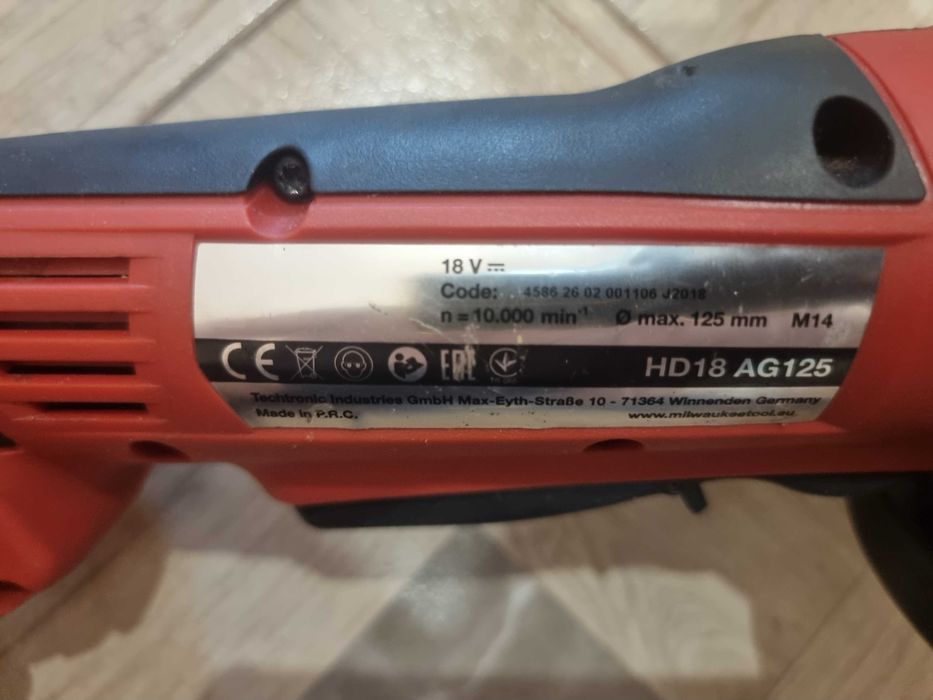 18 V
Code: 4586 26 02 001106 J2018
n = 10.000 min-1 Ø max. 125 mm M14
CE EAC HD18 AG125
Techtronic Industries GmbH Max-Eyth-Straße 10 - 71364 Winnenden Germany
Made in P.R.C. www.milwaukeetool.eu